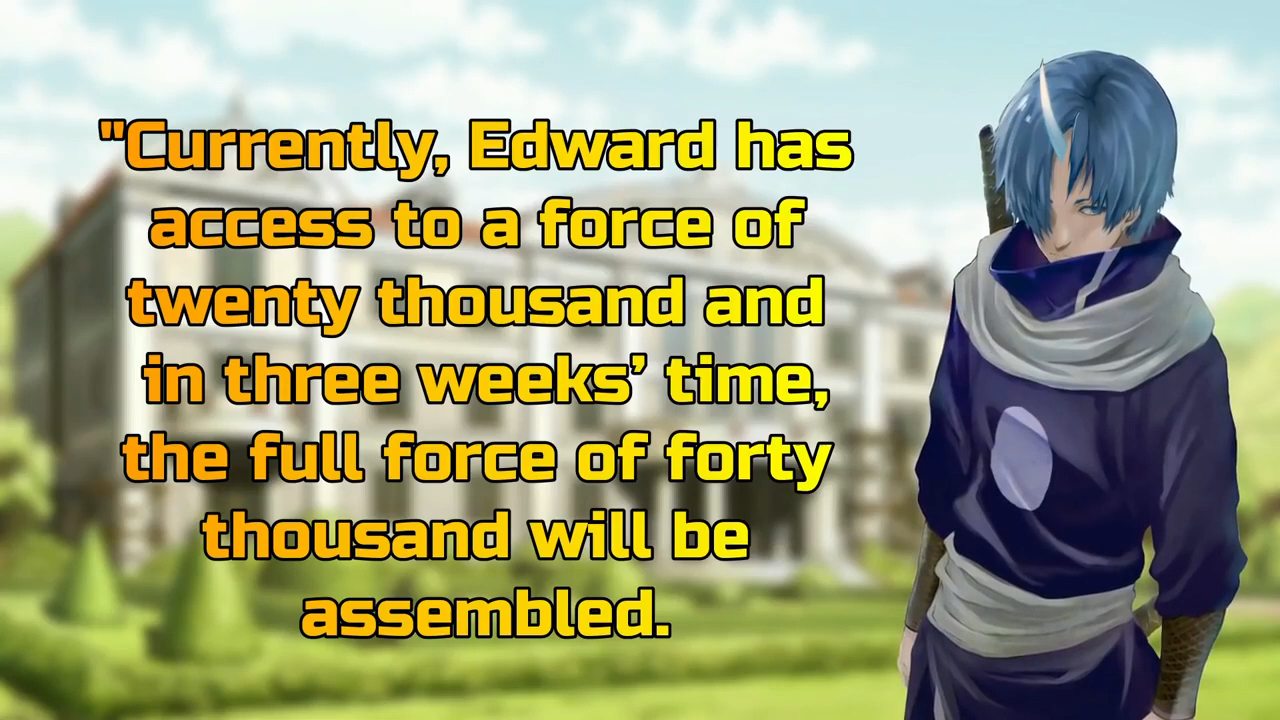 "Currently, Edward has
access to a force of
twenty thousand and
in three weeks’ time,
the full force of forty
thousand will be
assembled.